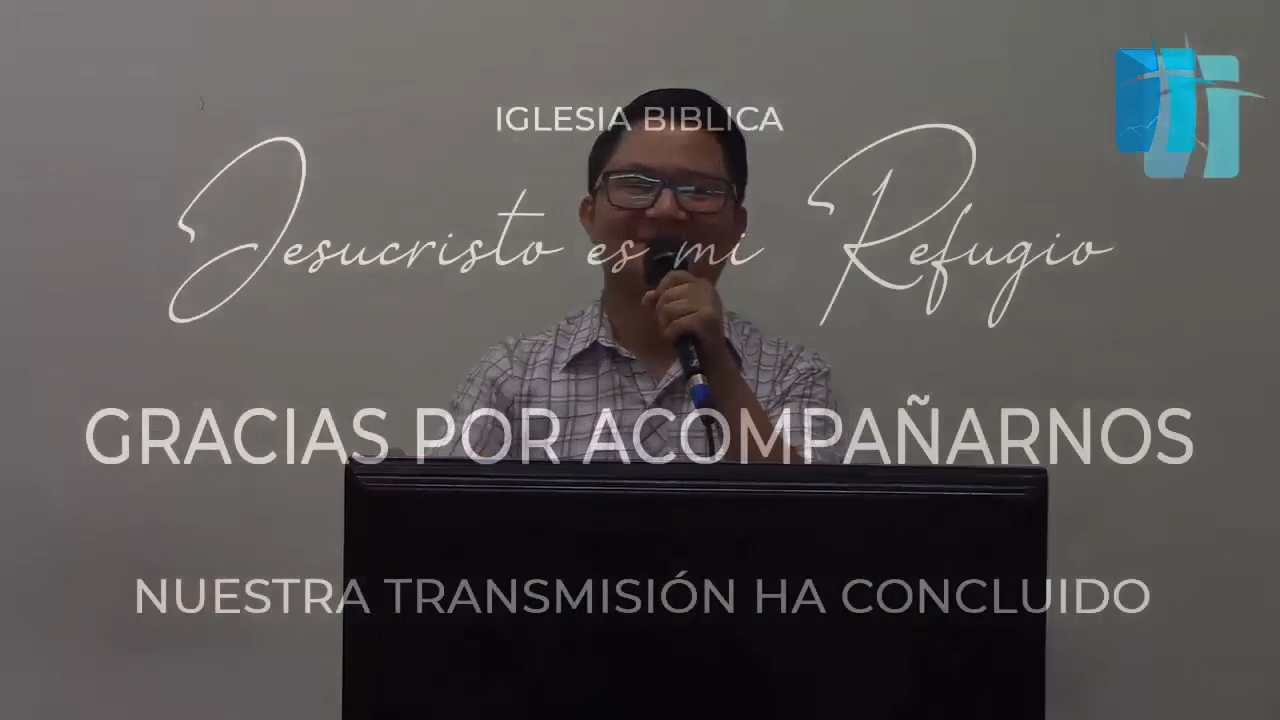 IGLESIA BIBLICA
Jesucristo es mi Refugio
GRACIAS POR ACOMPAÑARNOS
NUESTRA TRANSMISIÓN HA CONCLUIDO